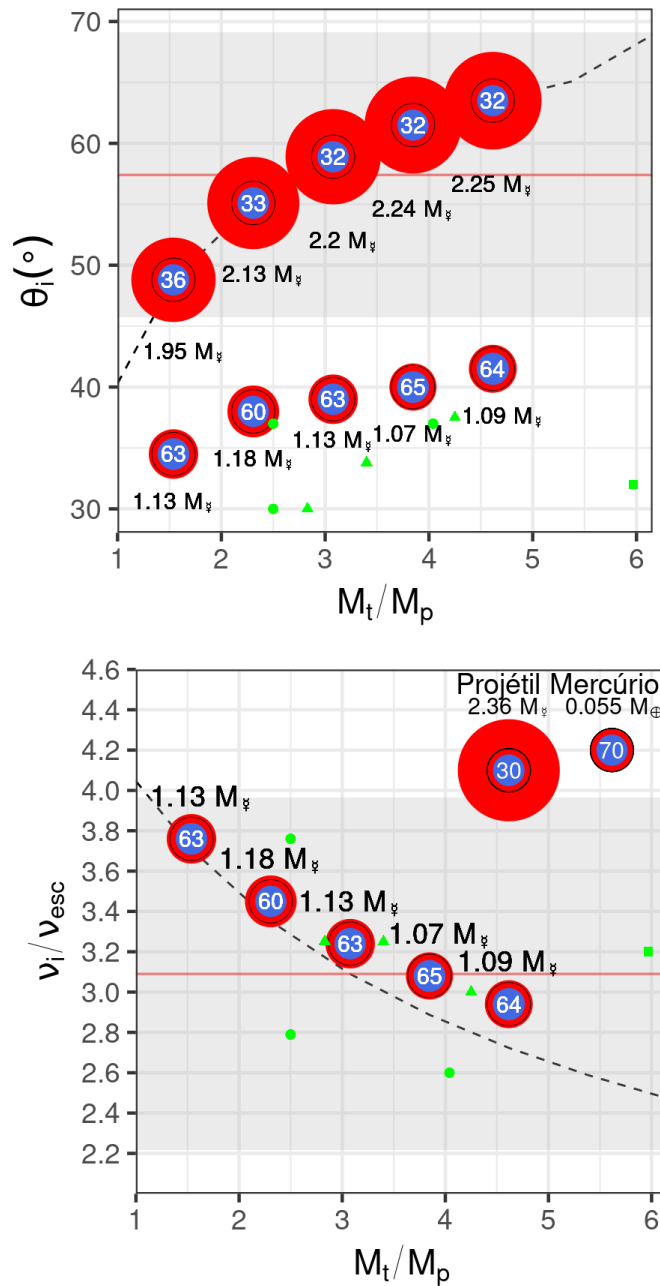 70
60
50
40
30
θi(°)
32
32
32
33
36
2.25 M☿
2.24 M☿
2.2 M☿
2.13 M☿
1.95 M☿
64
65
63
60
63
1.09 M☿
1.07 M☿
1.13 M☿
1.18 M☿
1.13 M☿
1 2 3 4 5 6
Mt/Mp
4.6
4.4
4.2
4.0
3.8
3.6
3.4
3.2
3.0
2.8
2.6
2.4
2.2
νi/νesc
Projétil Mercúrio
2.36 M☿ 0.055 M⊕
30 70
1.13 M☿
63
1.18 M☿
60
1.13 M☿
63
1.07 M☿
65
1.09 M☿
64
1 2 3 4 5 6
Mt/Mp